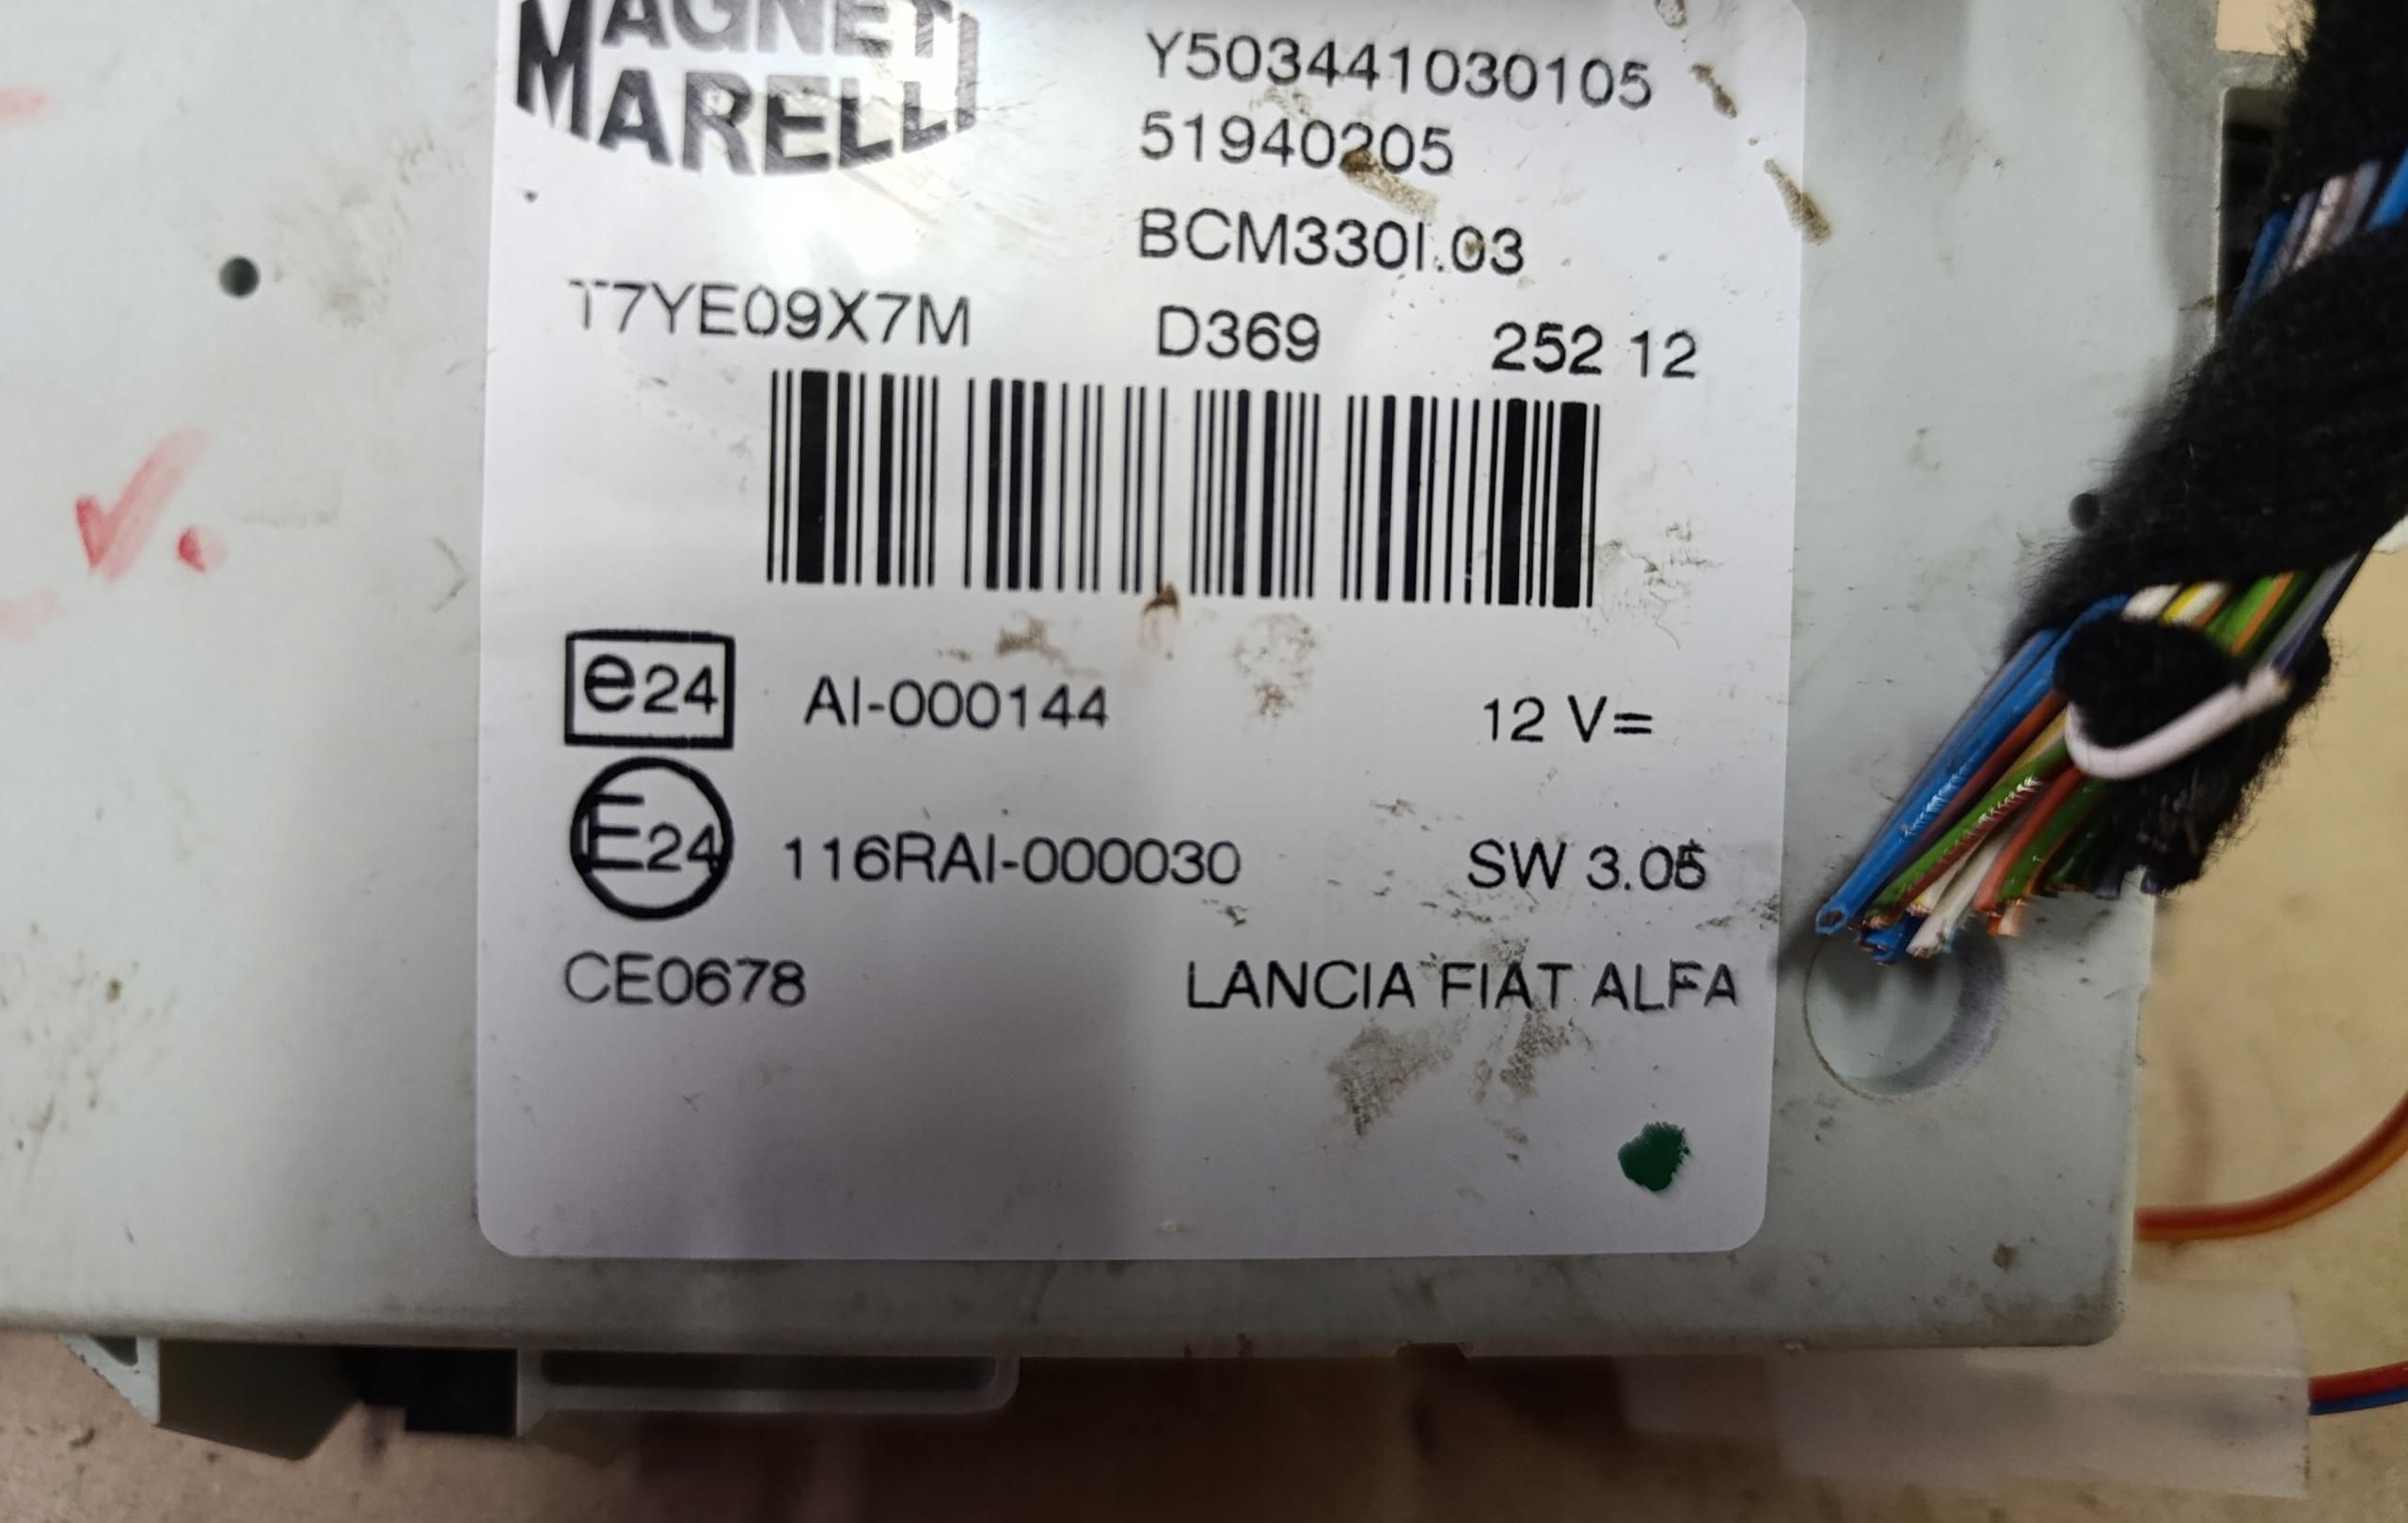 MAGNETI
MARELLI
Y503441030105
51940205
BCM330I.03
T7YE09X7M D369 252 12
e24 AI-000144 12 V=
E24 116RAI-000030 SW 3.05
CE0678 LANCIA FIAT ALFA